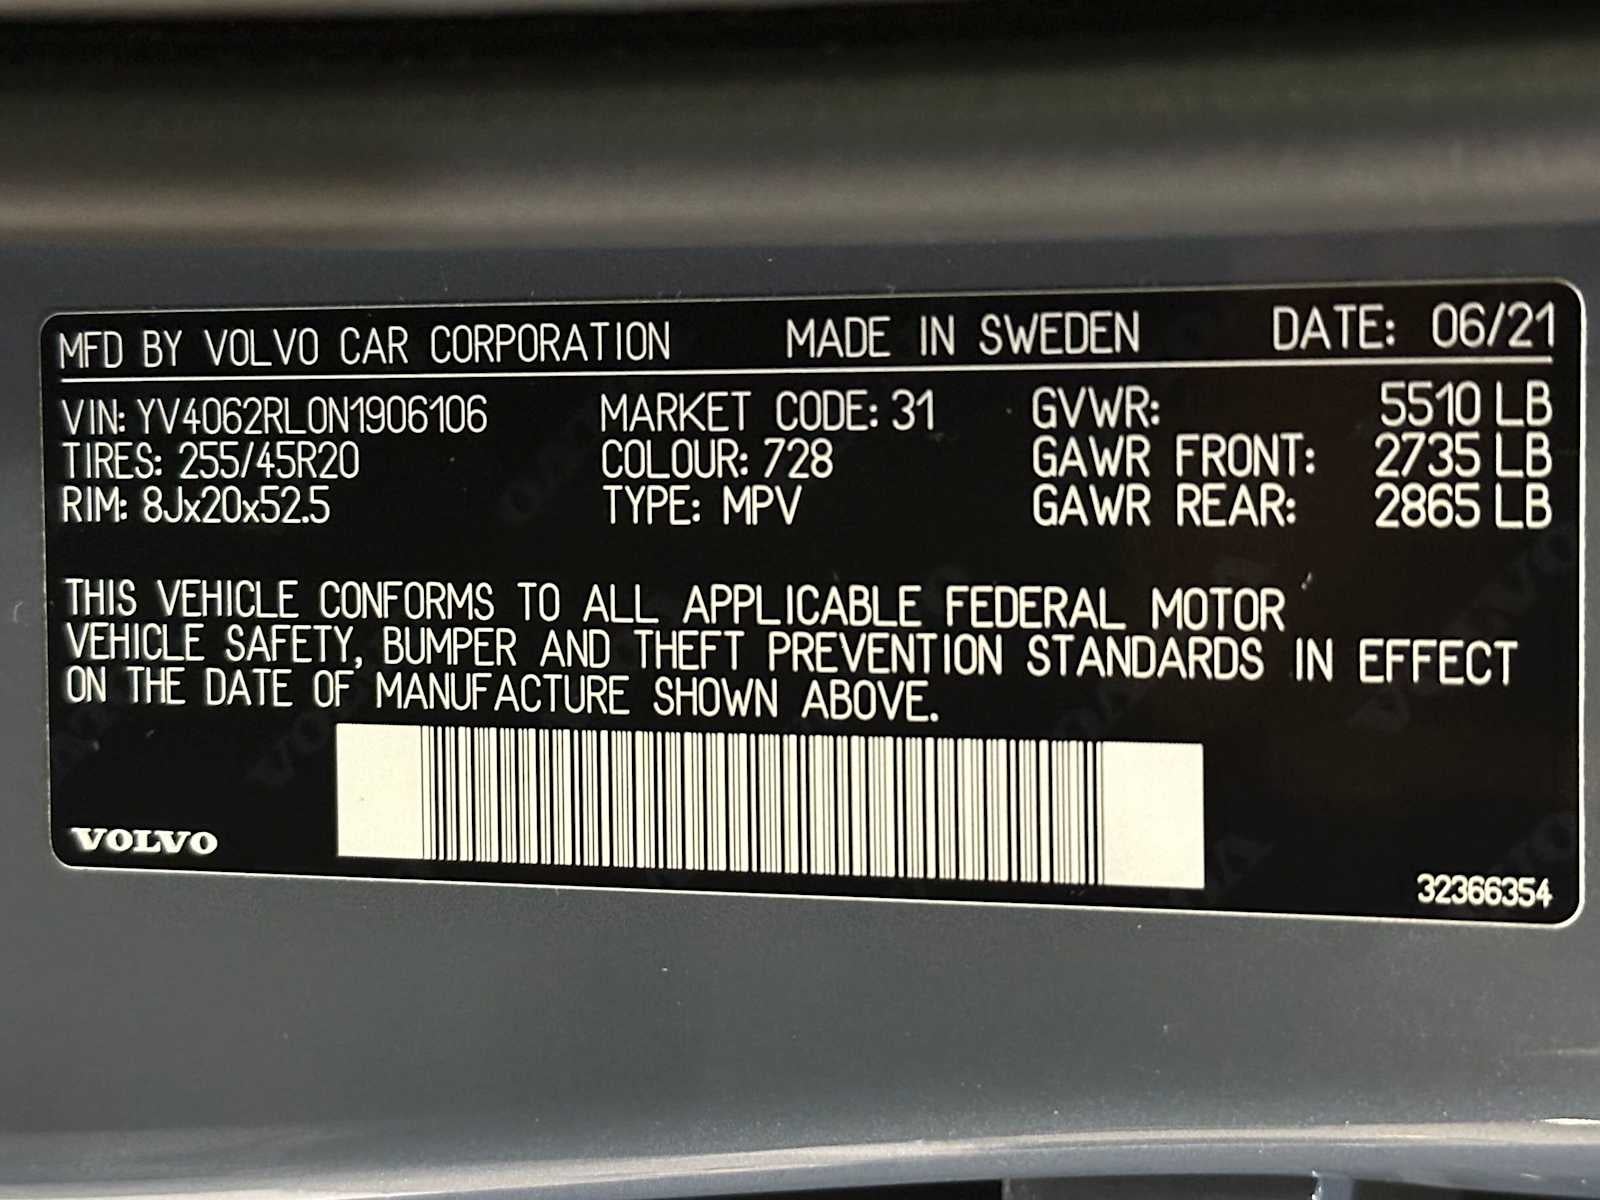 MFD BY VOLVO CAR CORPORATION MADE IN SWEDEN DATE: 06/21
VIN: YV4062RL0N1906106 MARKET CODE: 31 GVWR: 5510 LB
TIRES: 255/45R20 COLOUR: 728 GAWR FRONT: 2735 LB
RIM: 8Jx20x52.5 TYPE: MPV GAWR REAR: 2865 LB
THIS VEHICLE CONFORMS TO ALL APPLICABLE FEDERAL MOTOR
VEHICLE SAFETY, BUMPER AND THEFT PREVENTION STANDARDS IN EFFECT
ON THE DATE OF MANUFACTURE SHOWN ABOVE.
VOLVO
32366354